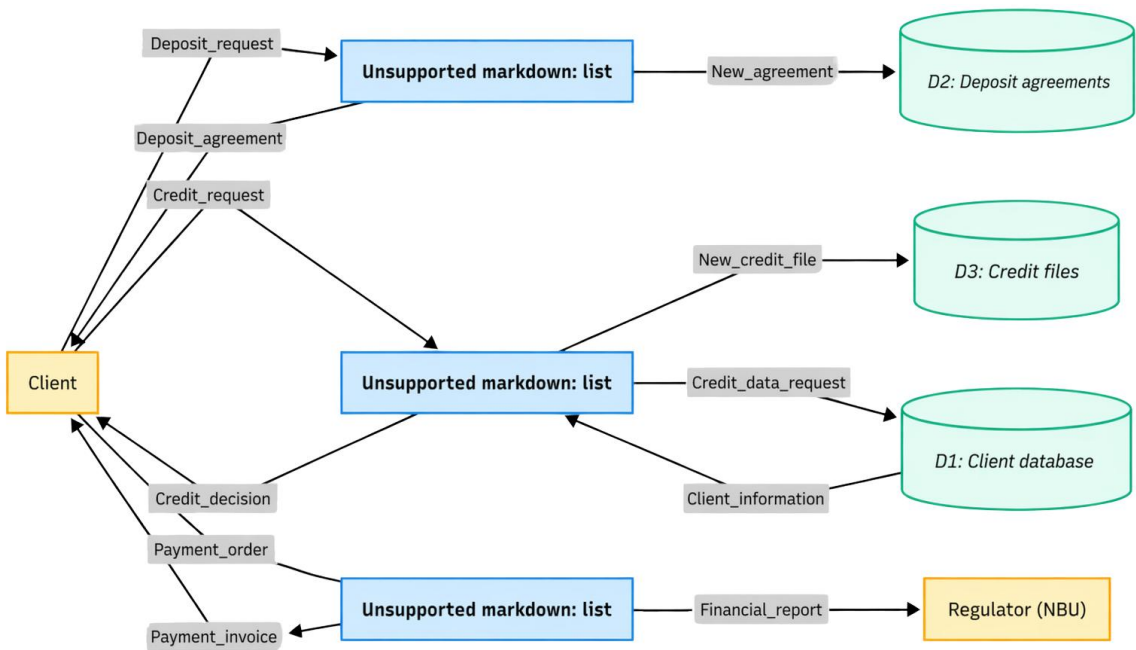 Deposit_request
Unsupported markdown: list
New_agreement
D2: Deposit agreements
Deposit_agreement
Credit_request
New_credit_file
D3: Credit files
Client
Unsupported markdown: list
Credit_data_request
D1: Client database
Credit_decision
Client_information
Payment_order
Unsupported markdown: list
Financial_report
Regulator (NBU)
Payment_invoice